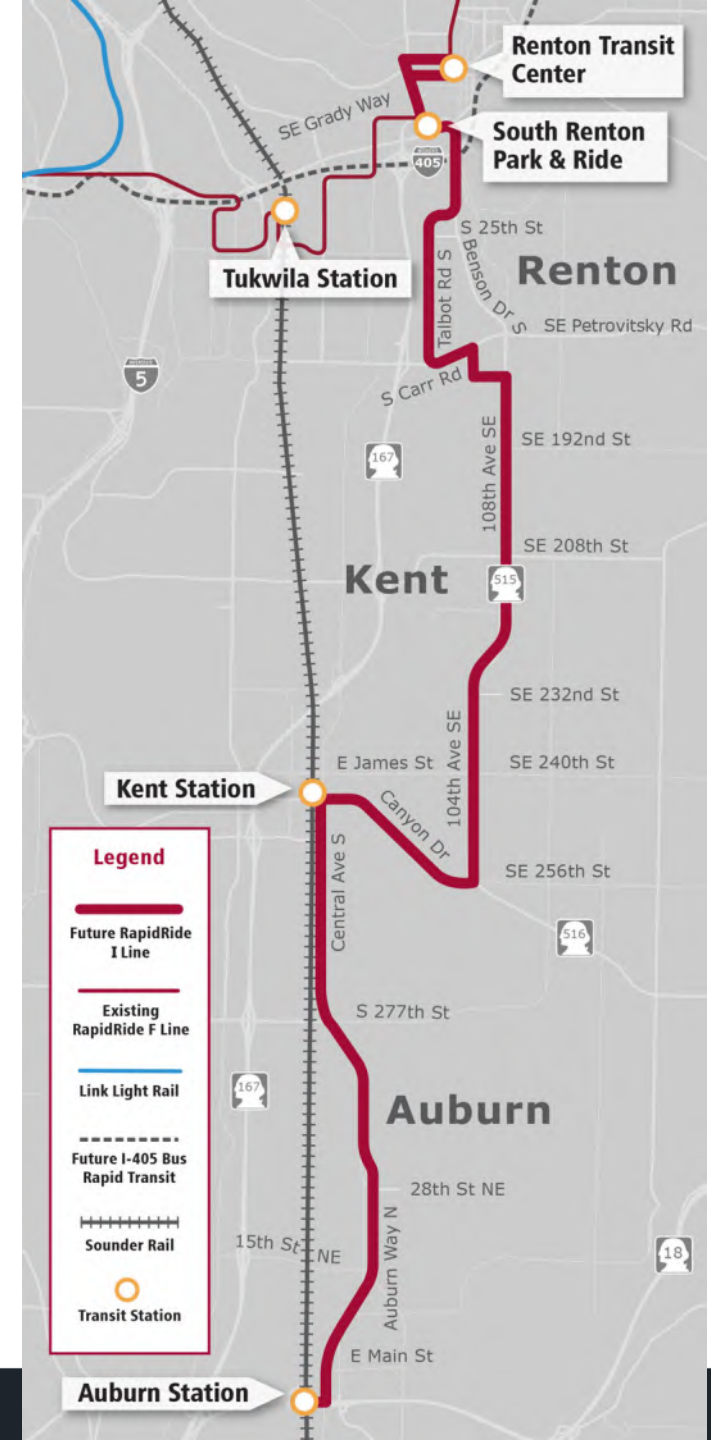 Renton Transit
Center
SE Grady Way
South Renton
Park & Ride
INTERSTATE
405
S 25th St
Tukwila Station
Talbot Rd S
Benson Dr S
Renton
SE Petrovitsky Rd
5
S Carr Rd
SE 192nd St
167
108th Ave SE
SE 208th St
Kent
515
SE 232nd St
104th Ave SE
E James St
SE 240th St
Kent Station
Canyon Dr
SE 256th St
Central Ave S
516
S 277th St
167
Auburn
28th St NE
15th St NE
Auburn Way N
18
E Main St
Auburn Station
Legend
Future RapidRide
I Line
Existing
RapidRide F Line
Link Light Rail
Future I-405 Bus
Rapid Transit
Sounder Rail
Transit Station